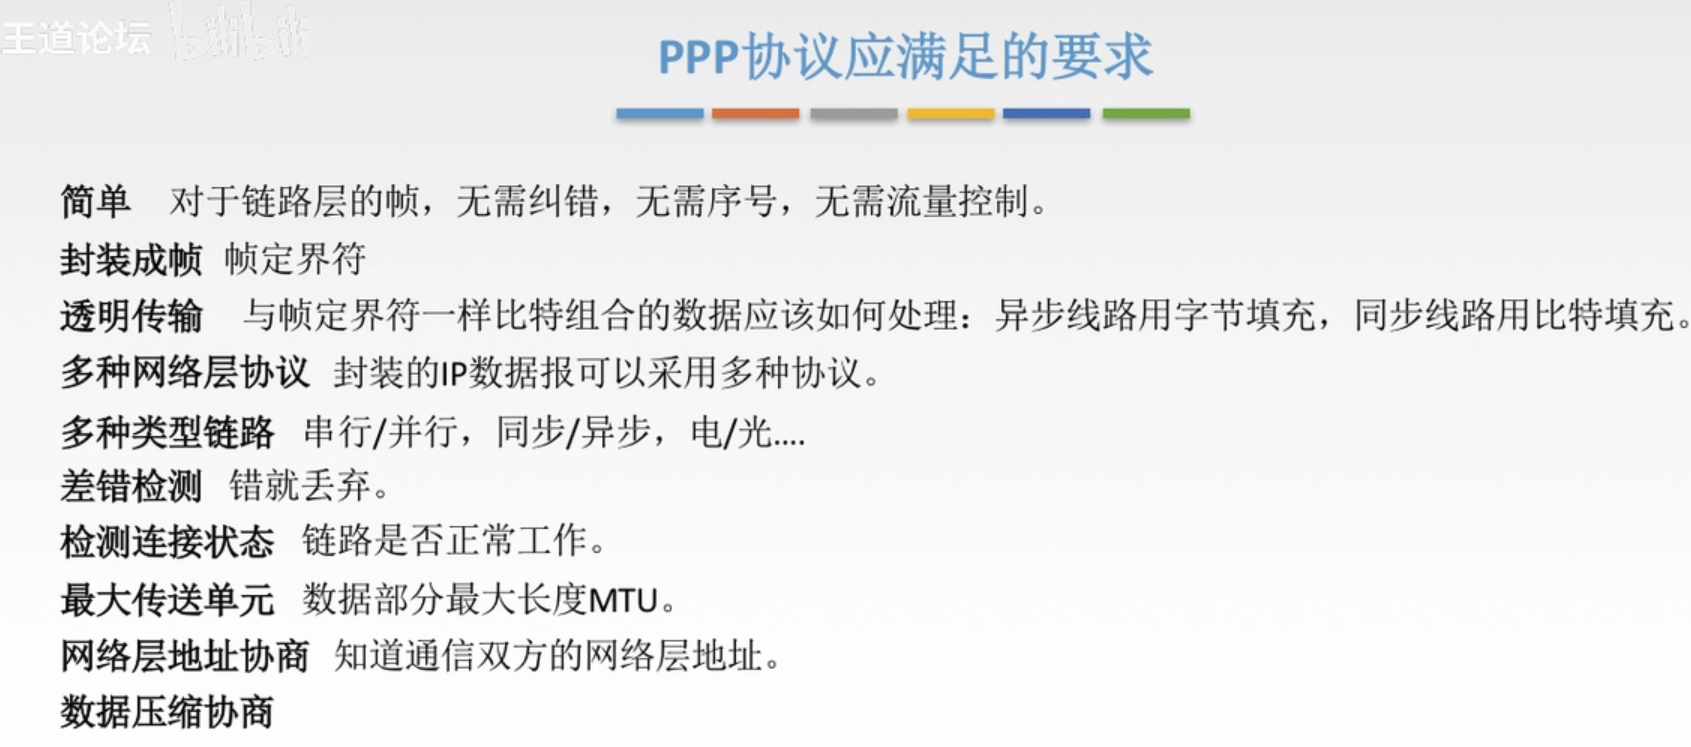 王道论坛 bilibili
PPP协议应满足的要求
简单 对于链路层的帧，无需纠错，无需序号，无需流量控制。
封装成帧 帧定界符
透明传输 与帧定界符一样比特组合的数据应该如何处理：异步线路用字节填充，同步线路用比特填充。
多种网络层协议 封装的IP数据报可以采用多种协议。
多种类型链路 串行/并行，同步/异步，电/光....
差错检测 错就丢弃。
检测连接状态 链路是否正常工作。
最大传送单元 数据部分最大长度MTU。
网络层地址协商 知道通信双方的网络层地址。
数据压缩协商